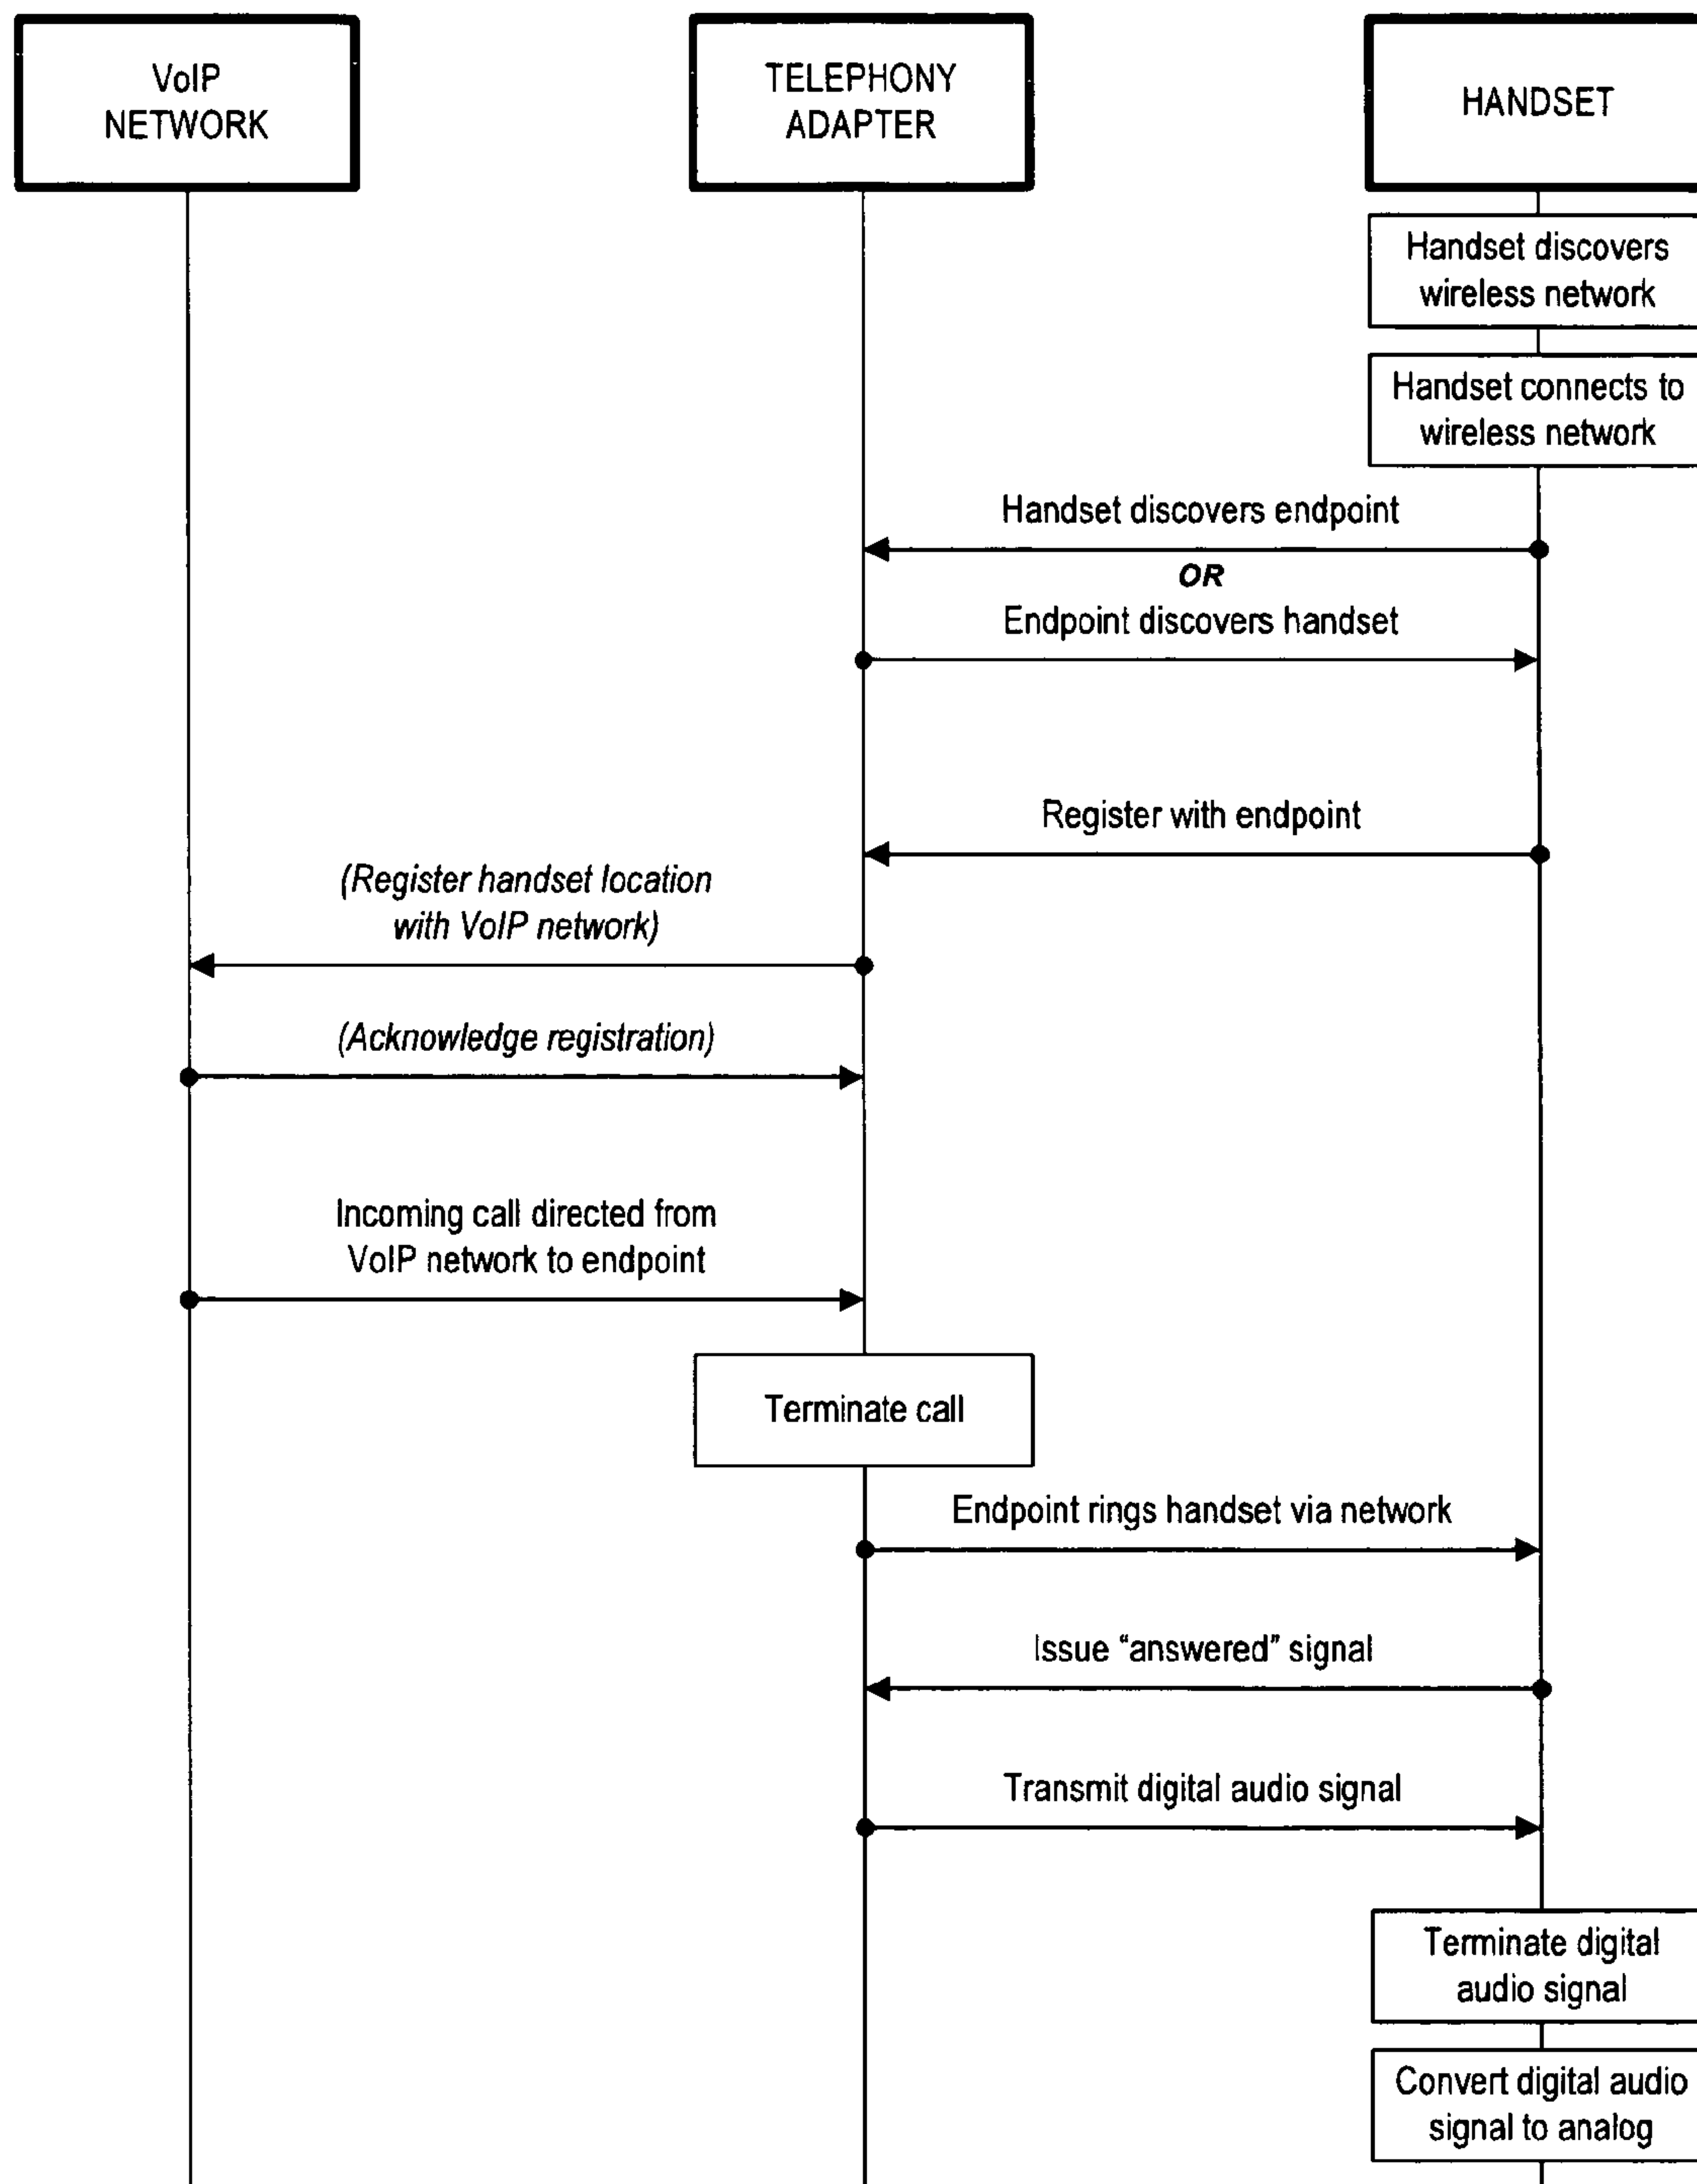 VoIP
NETWORK
TELEPHONY
ADAPTER
HANDSET
Handset discovers
wireless network
Handset connects to
wireless network
Handset discovers endpoint
OR
Endpoint discovers handset
Register with endpoint
(Register handset location
with VoIP network)
(Acknowledge registration)
Incoming call directed from
VoIP network to endpoint
Terminate call
Endpoint rings handset via network
Issue “answered” signal
Transmit digital audio signal
Terminate digital
audio signal
Convert digital audio
signal to analog